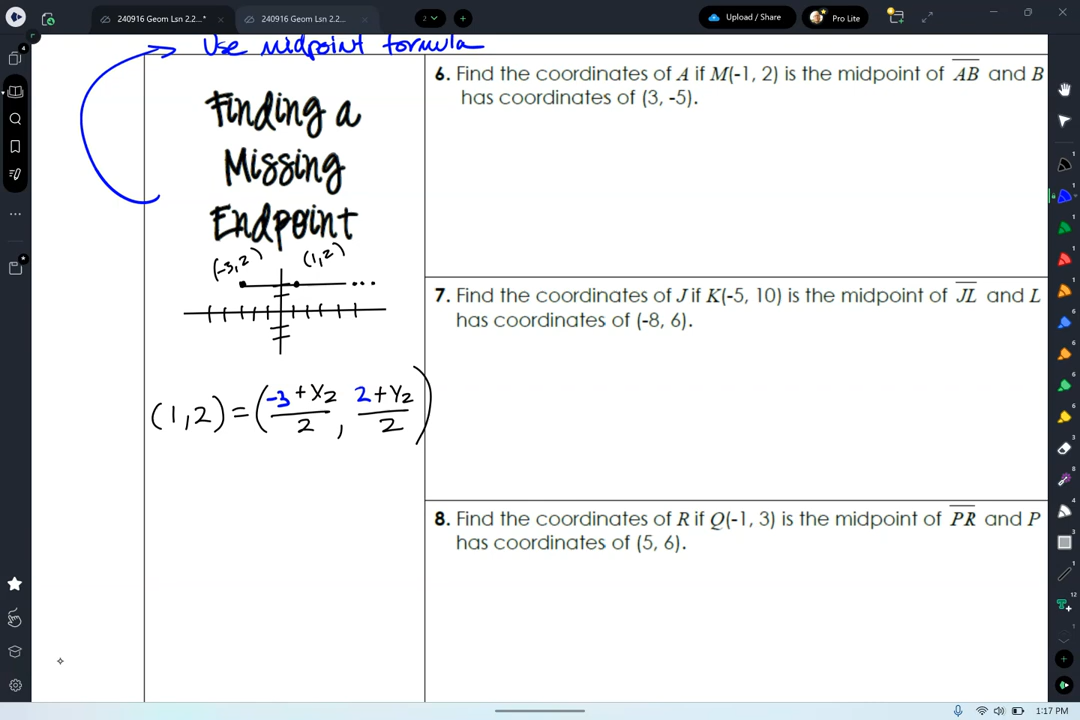 240916 Geom Lsn 2.2...*
240916 Geom Lsn 2.2...
2
Upload / Share
Pro Lite
Use midpoint formula
Finding a
Missing
Endpoint
(-3,2)
(1,2)
(1,2) = (-3+X2/2, 2+Y2/2)
6. Find the coordinates of A if M(-1, 2) is the midpoint of AB and B
has coordinates of (3, -5).
7. Find the coordinates of J if K(-5, 10) is the midpoint of JL and L
has coordinates of (-8, 6).
8. Find the coordinates of R if Q(-1, 3) is the midpoint of PR and P
has coordinates of (5, 6).
1:17 PM